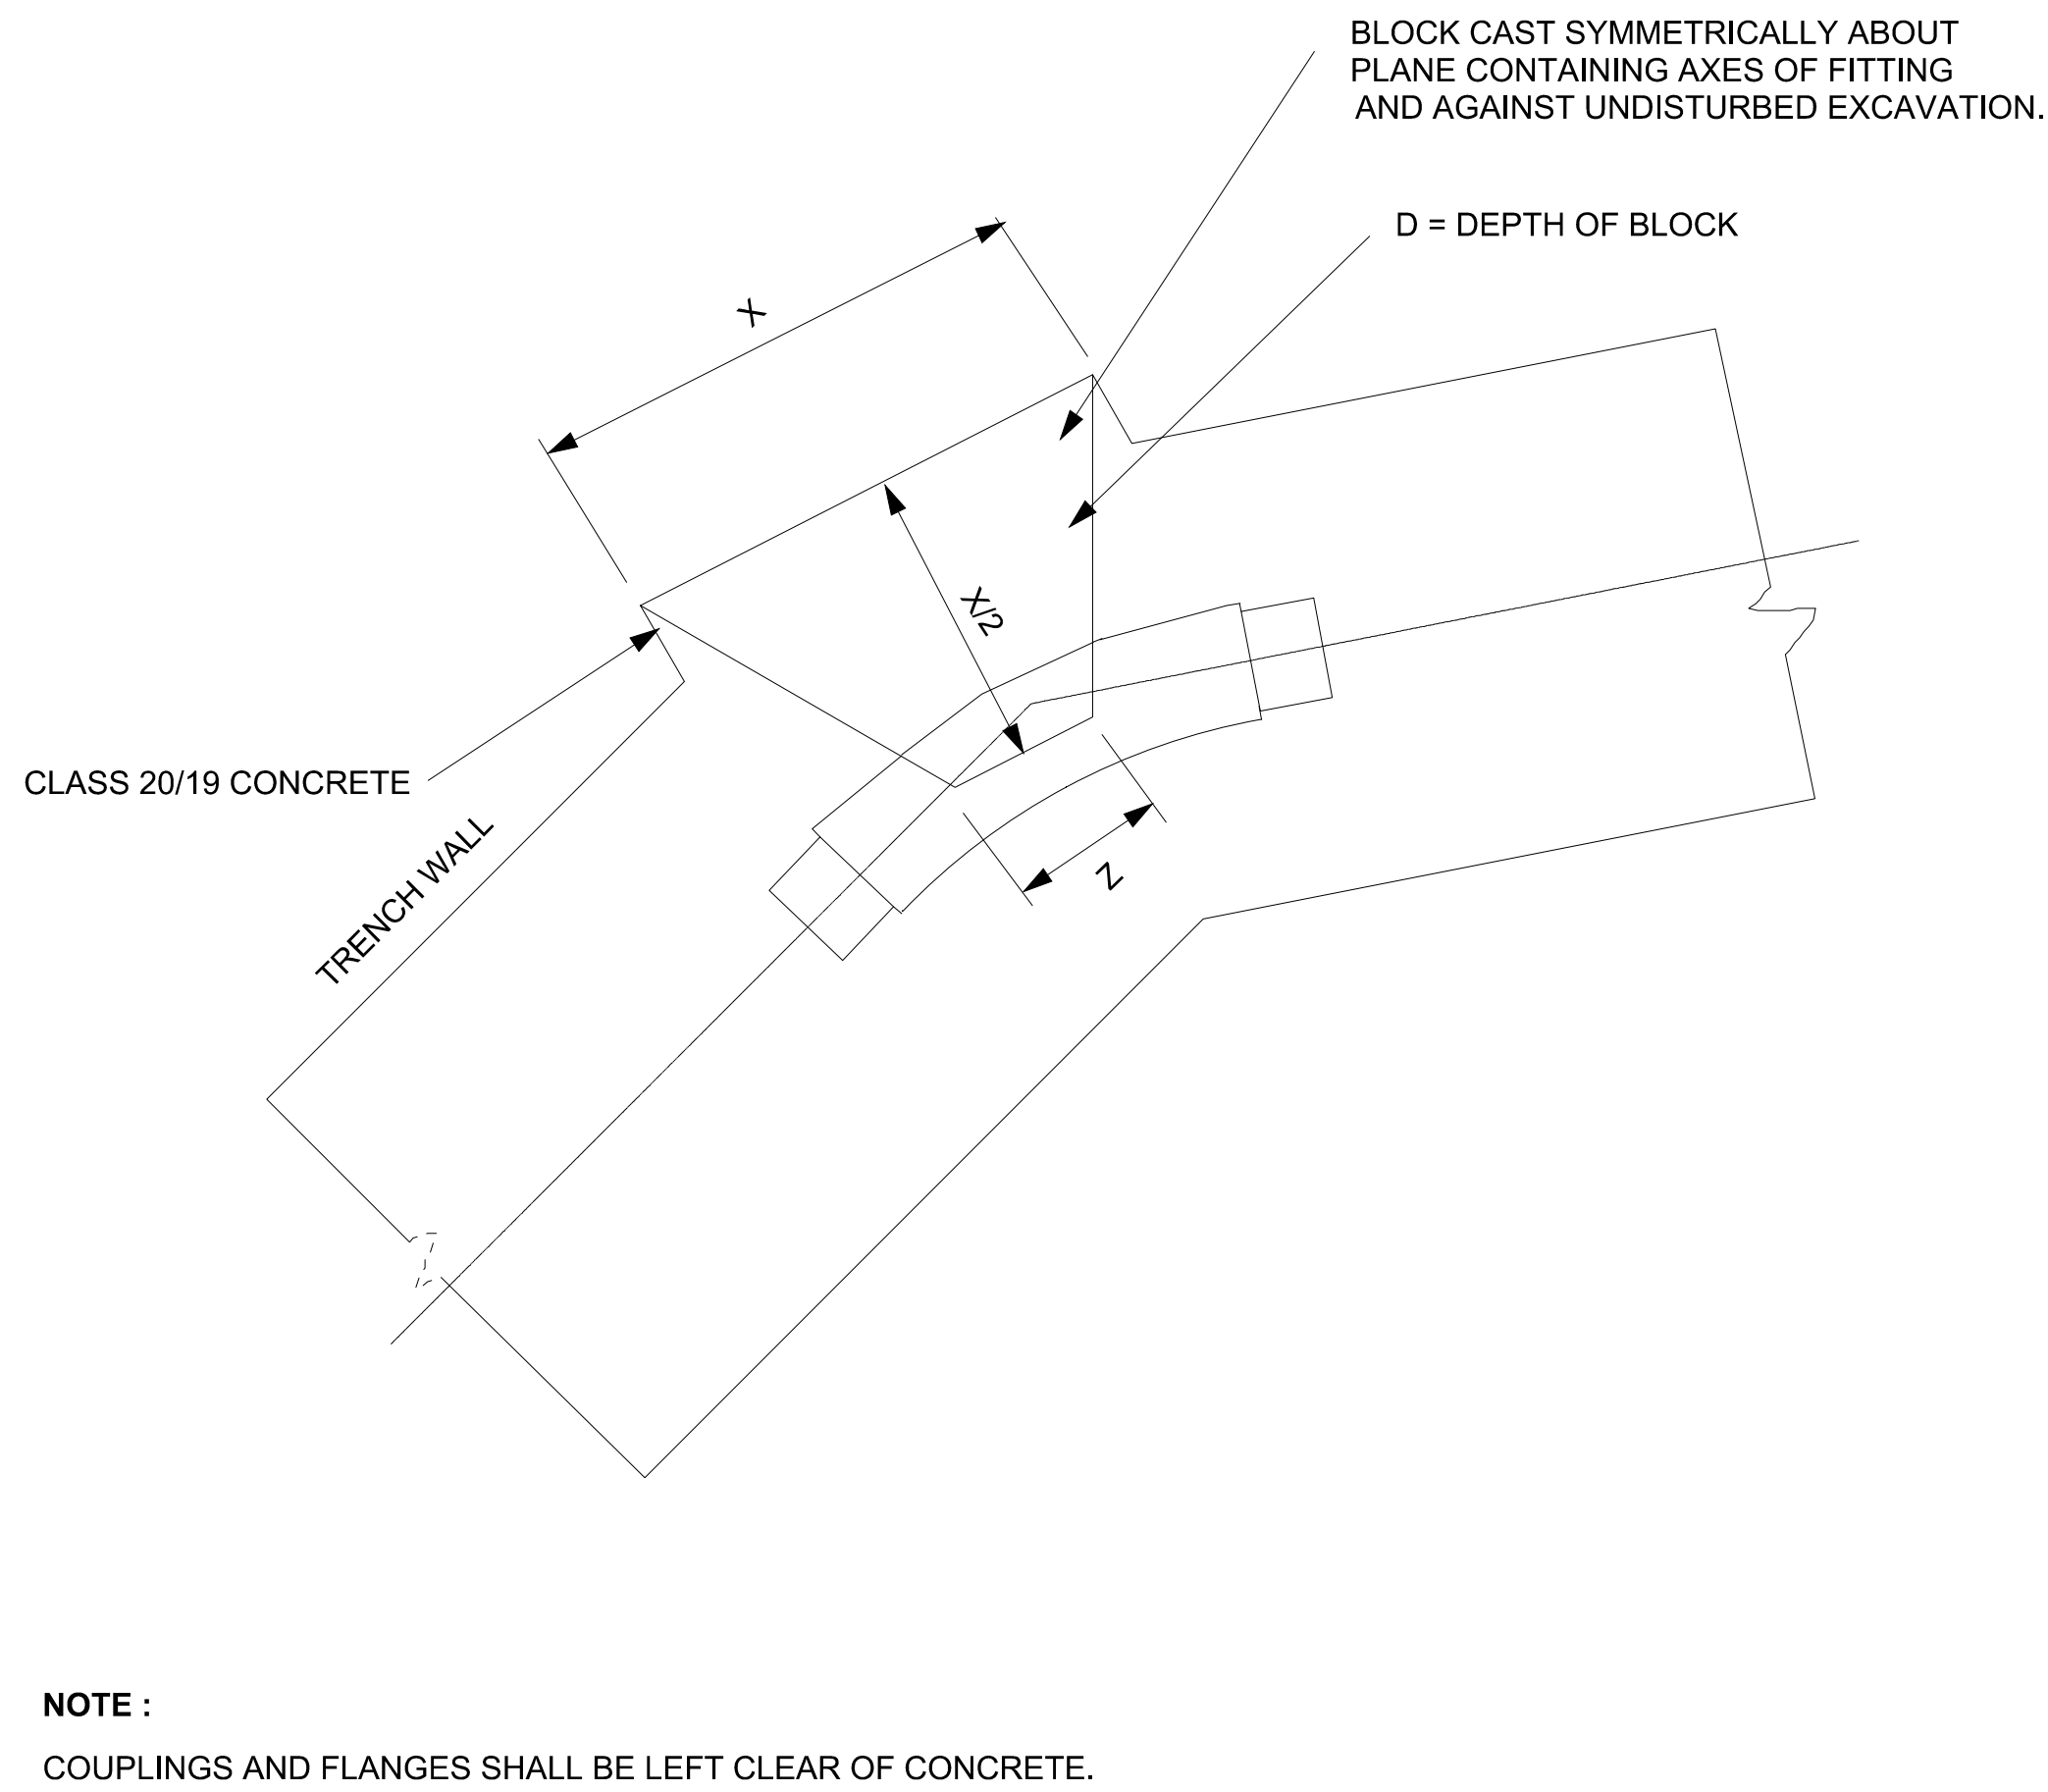 BLOCK CAST SYMMETRICALLY ABOUT
PLANE CONTAINING AXES OF FITTING
AND AGAINST UNDISTURBED EXCAVATION.
D = DEPTH OF BLOCK
X
X/2
CLASS 20/19 CONCRETE
TRENCH WALL
Z
NOTE :
COUPLINGS AND FLANGES SHALL BE LEFT CLEAR OF CONCRETE.